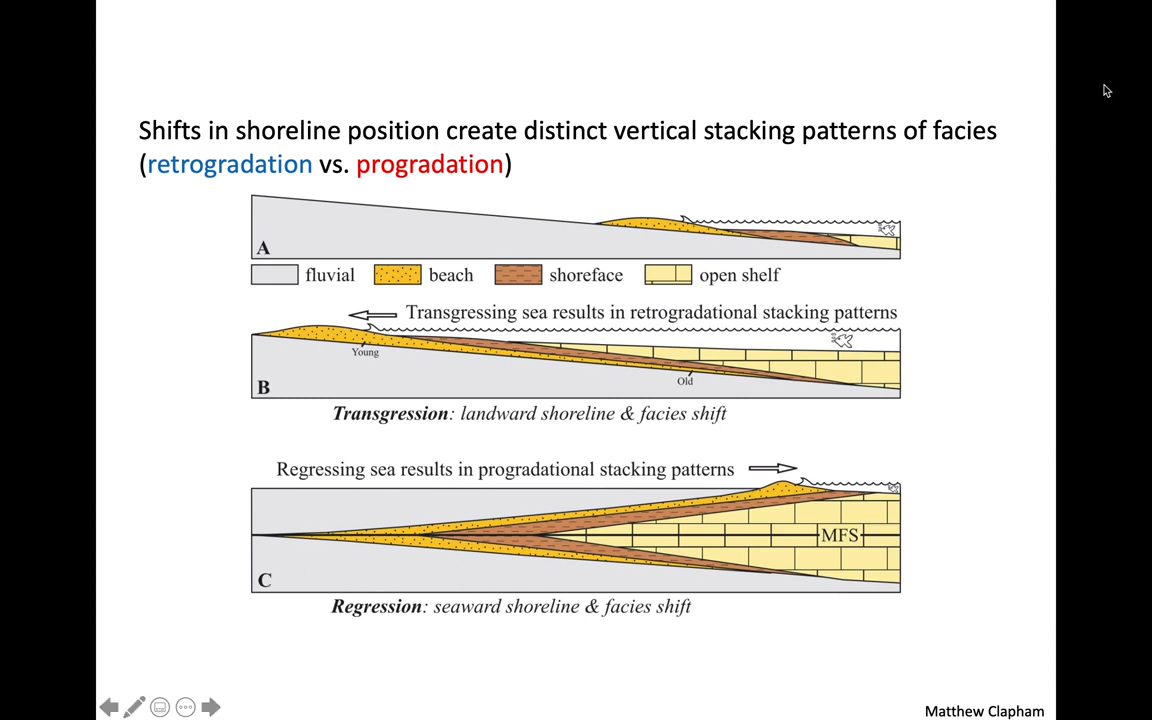 Shifts in shoreline position create distinct vertical stacking patterns of facies
(retrogradation vs. progradation)
A
fluvial beach shoreface open shelf
Transgressing sea results in retrogradational stacking patterns
Young
Old
B
Transgression: landward shoreline & facies shift
Regressing sea results in progradational stacking patterns
MFS
C
Regression: seaward shoreline & facies shift
Matthew Clapham